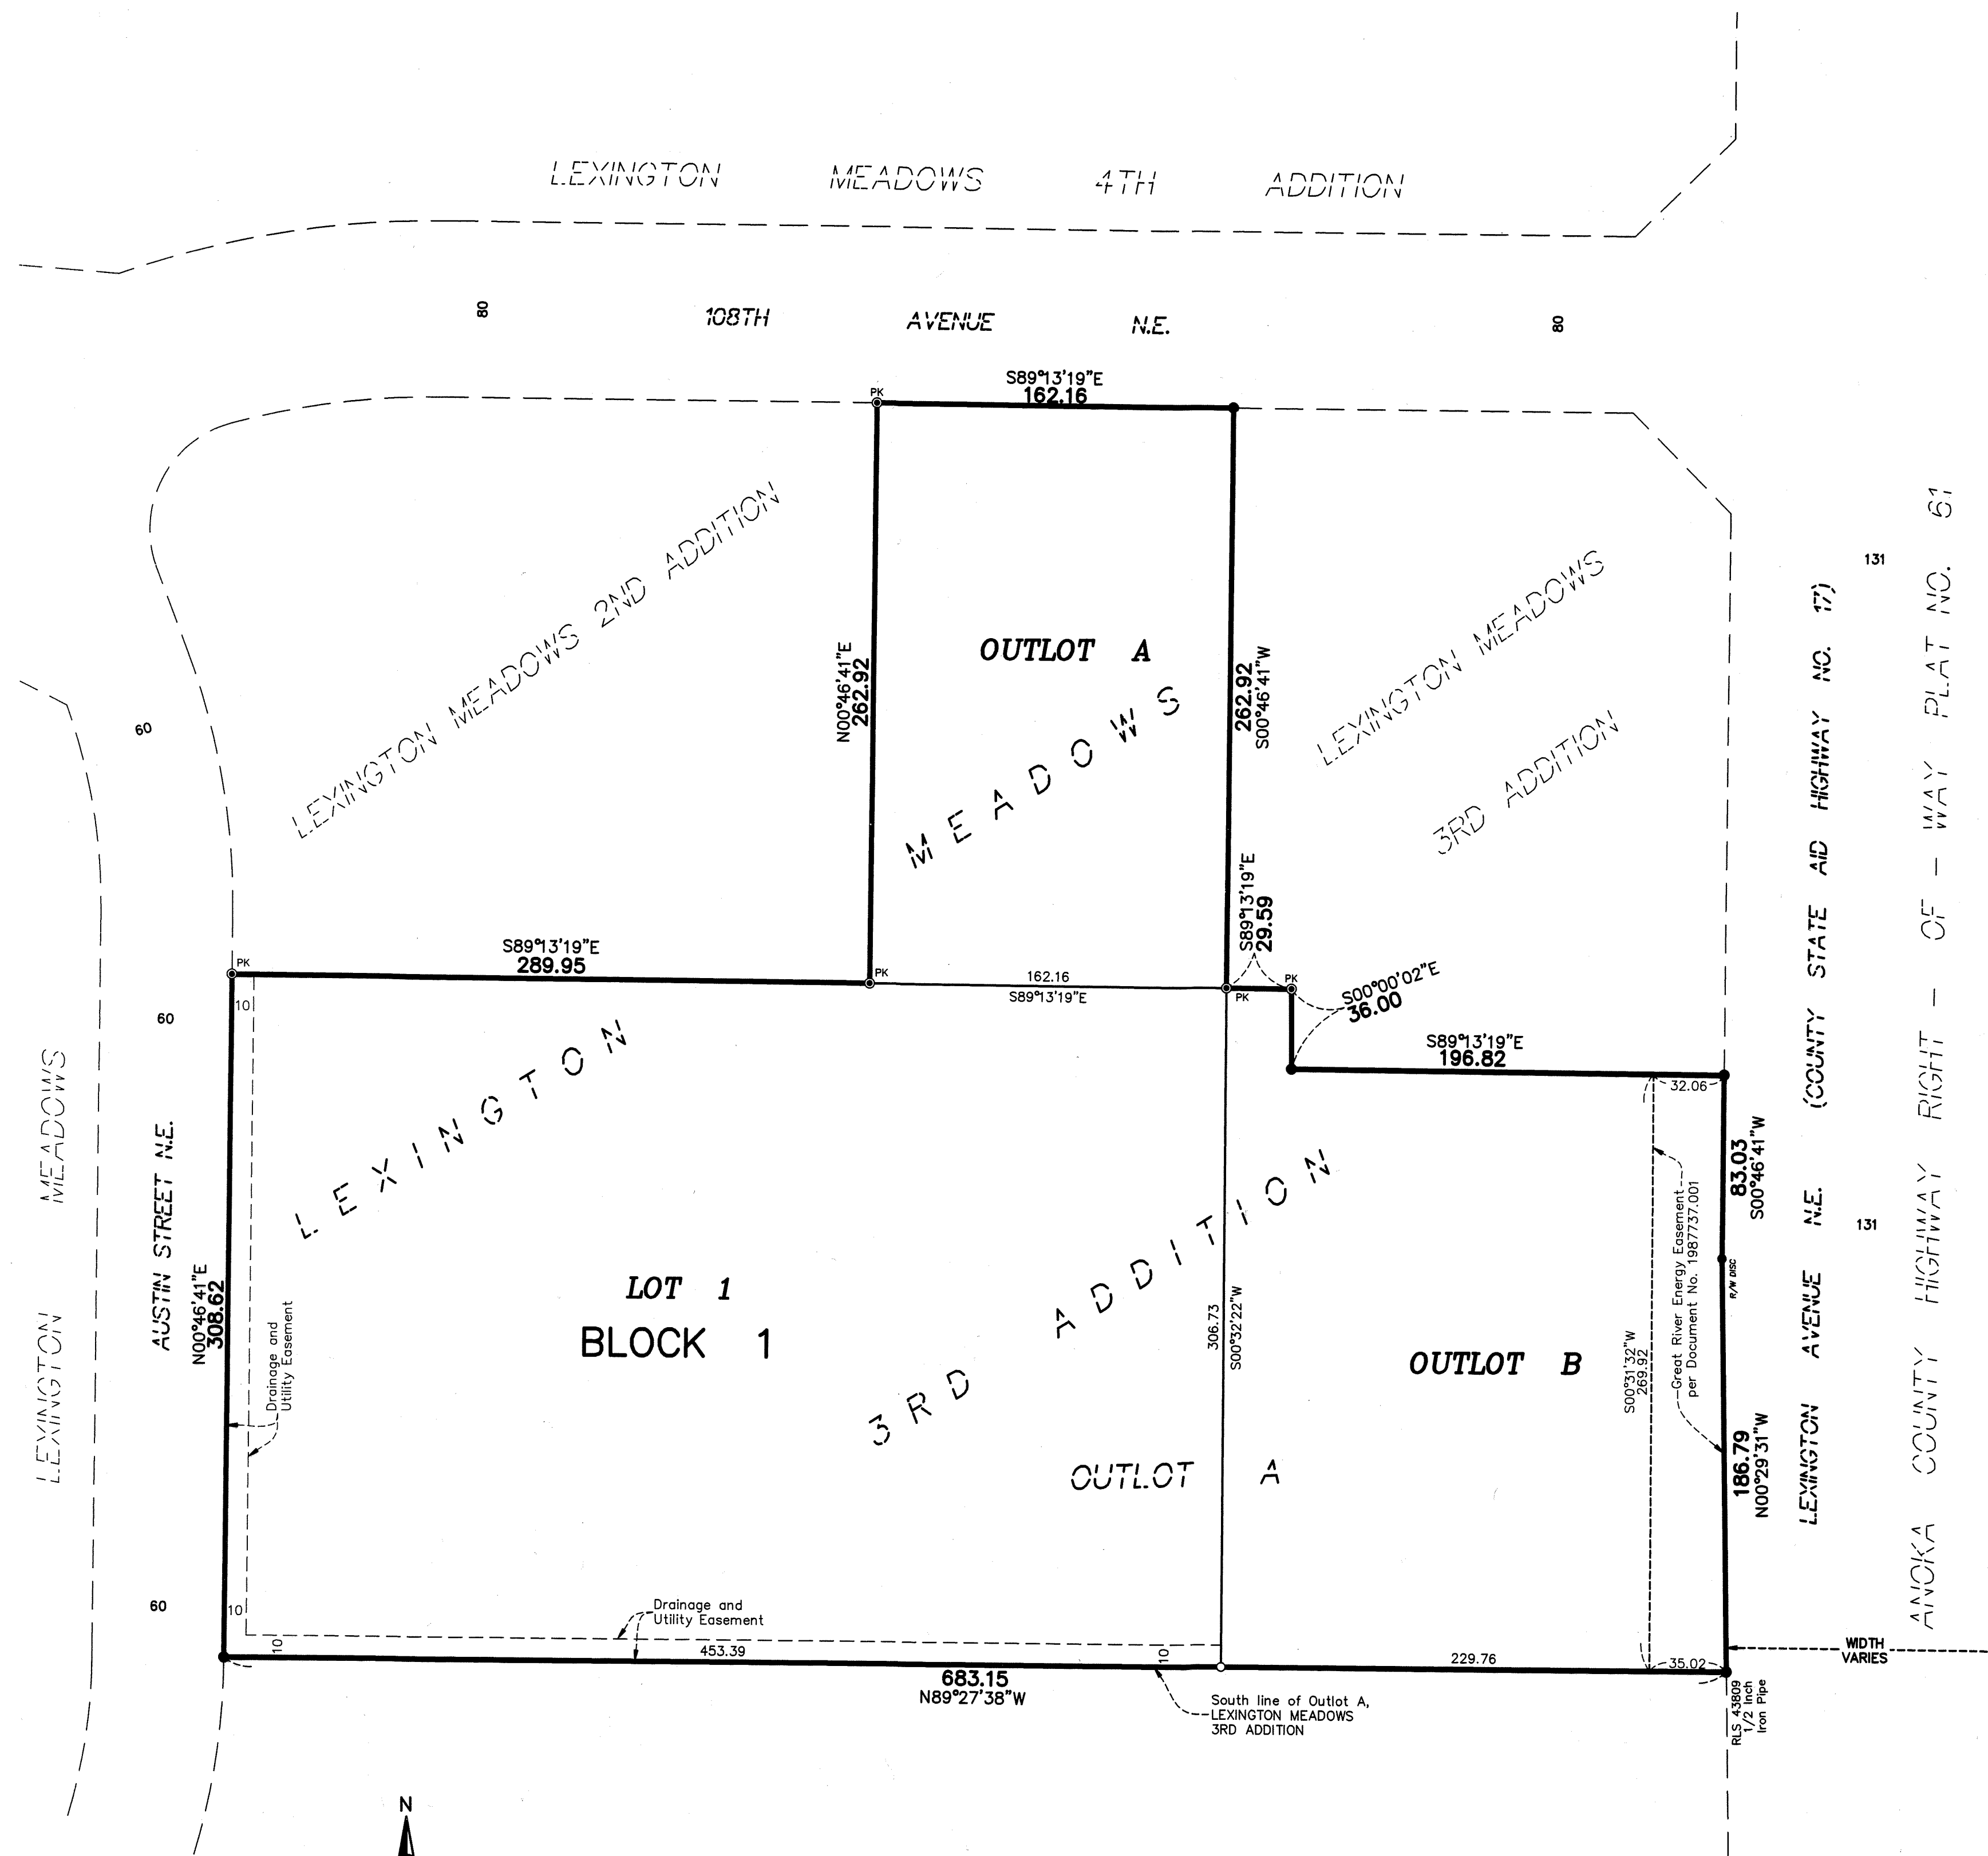 LEXINGTON MEADOWS 4TH ADDITION
80
108TH AVENUE N.E.
80
S89°13'19"E
162.16
PK
LEXINGTON MEADOWS 2ND ADDITION
N00°46'41"E
262.92
OUTLOT A
262.92
S00°46'41"W
LEXINGTON MEADOWS
3RD ADDITION
131
60
LEXINGTON AVENUE N.E. (COUNTY STATE AID HIGHWAY NO. 17)
ANOKA COUNTY HIGHWAY RIGHT - OF - WAY PLAT NO. 61
MEADOWS
S89°13'19"E
29.59
PK
S89°13'19"E
289.95
PK
162.16
S89°13'19"E
PK
PK
S00°00'02"E
36.00
S89°13'19"E
196.82
32.06
10
60
LEXINGTON
LEXINGTON MEADOWS
AUSTIN STREET N.E.
N00°46'41"E
308.62
Drainage and
Utility Easement
LOT 1
BLOCK 1
3RD ADDITION
OUTLOT A
306.73
S00°32'22"W
OUTLOT B
S00°31'32"W
269.92
Great River Energy Easement
per Document No. 1987737.001
83.03
S00°46'41"W
R/W DISC
131
186.79
N00°29'31"W
60
10
10
Drainage and
Utility Easement
453.39
10
683.15
N89°27'38"W
229.76
35.02
WIDTH
VARIES
South line of Outlot A,
LEXINGTON MEADOWS
3RD ADDITION
RLS 43809
1/2 Inch
Iron Pipe
N